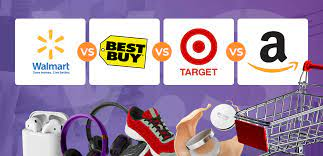 Walmart
Save money. Live better.
VS
BEST
BUY
VS
TARGET
VS
a